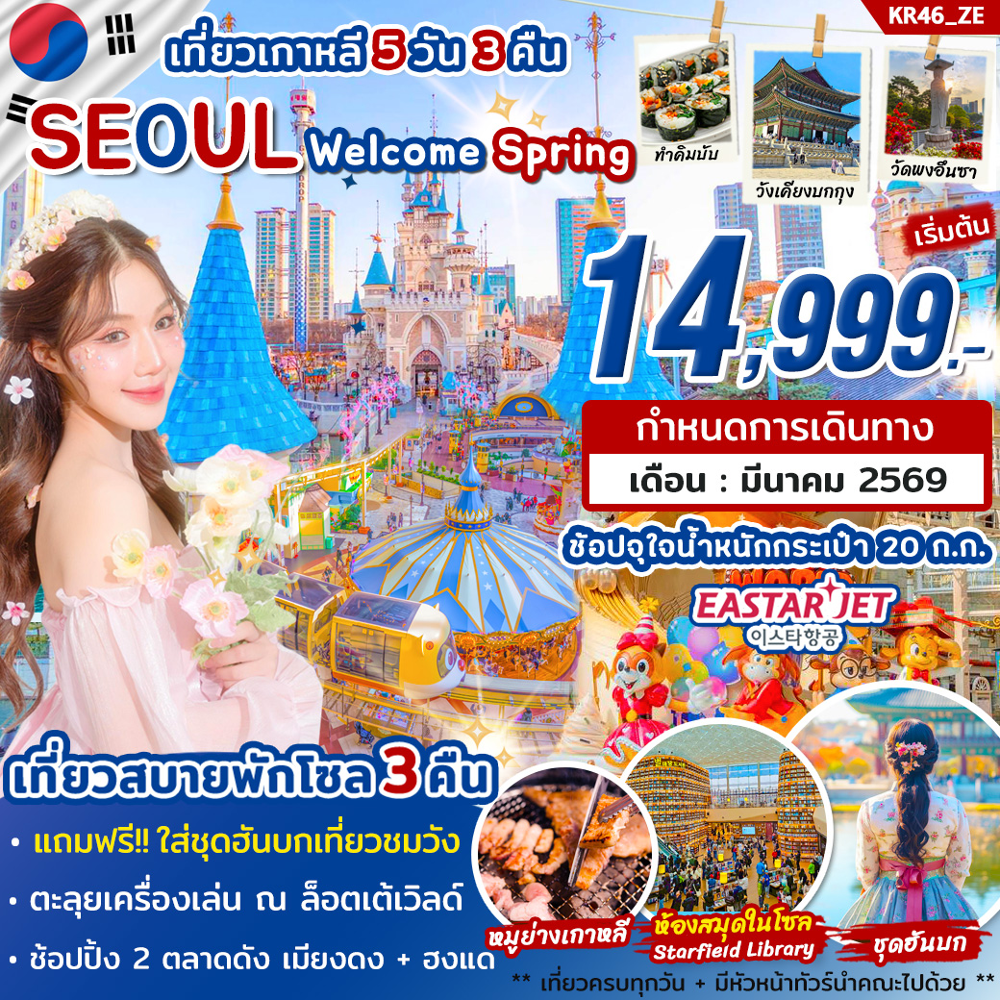 KR46_ZE
เที่ยวเกาหลี 5 วัน 3 คืน
SEOUL Welcome Spring
ทำคิมบับ
วังเคียงบกกุง
วัดพงอึนซา
เริ่มต้น
14,999.-
กำหนดการเดินทาง
เดือน : มีนาคม 2569
ช้อปจุใจน้ำหนักกระเป๋า 20 ก.ก.
EASTAR JET
이스타항공
เที่ยวสบายพักโซล 3 คืน
• แถมฟรี!! ใส่ชุดฮันบกเที่ยวชมวัง
• ตะลุยเครื่องเล่น ณ ล็อตเต้เวิลด์
• ช้อปปิ้ง 2 ตลาดดัง เมียงดง + ฮงแด
หมูย่างเกาหลี
ห้องสมุดในโซล
Starfield Library
ชุดฮันบก
** เที่ยวครบทุกวัน + มีหัวหน้าทัวร์นำคณะไปด้วย **